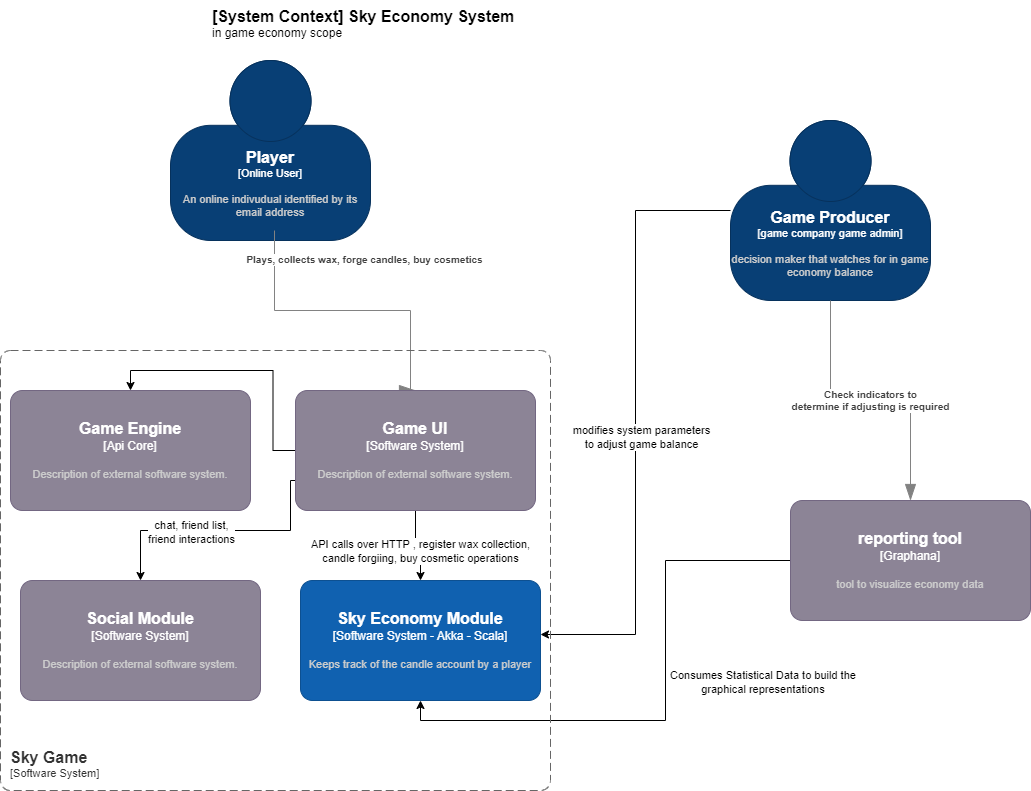 [System Context] Sky Economy System
in game economy scope
Player
[Online User]
An online indivudual identified by its
email address
Game Producer
[game company game admin]
decision maker that watches for in game
economy balance
Plays, collects wax, forge candles, buy cosmetics
Check indicators to
determine if adjusting is required
modifies system parameters
to adjust game balance
Game Engine
[Api Core]
Description of external software system.
Game UI
[Software System]
Description of external software system.
chat, friend list,
friend interactions
API calls over HTTP , register wax collection,
candle forgiing, buy cosmetic operations
reporting tool
[Graphana]
tool to visualize economy data
Social Module
[Software System]
Description of external software system.
Sky Economy Module
[Software System - Akka - Scala]
Keeps track of the candle account by a player
Consumes Statistical Data to build the
graphical representations
Sky Game
[Software System]